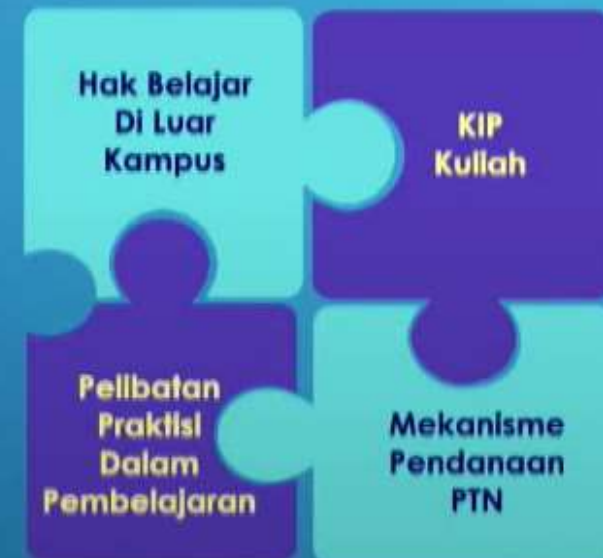 Hak Belajar
Di Luar
Kampus
KIP
Kuliah
Pelibatan
Praktisi
Dalam
Pembelajaran
Mekanisme
Pendanaan
PTN